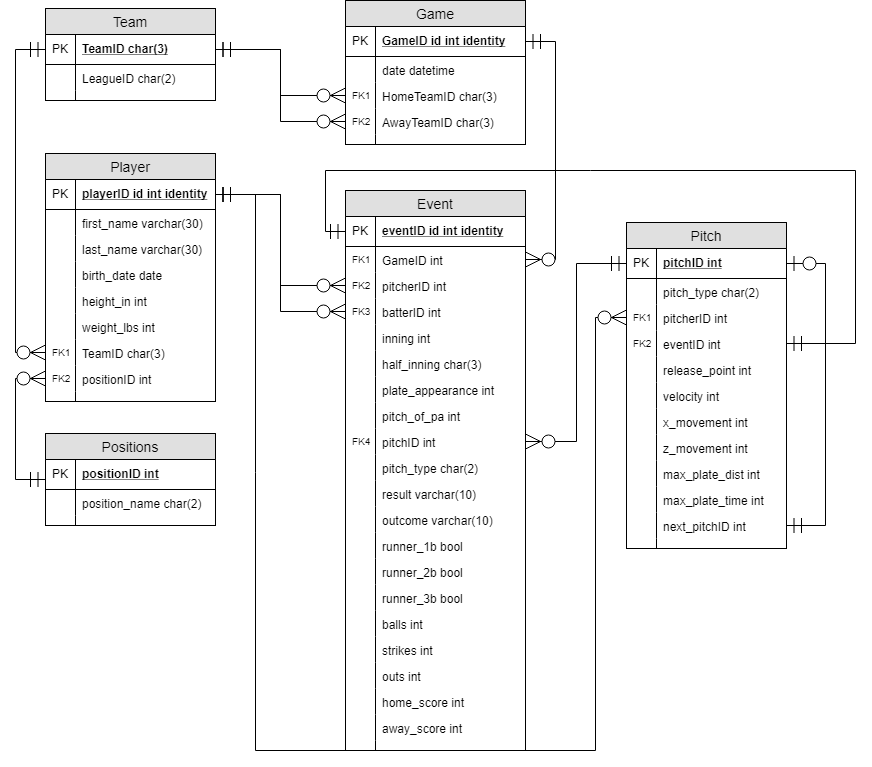 Team
PK TeamID char(3)
LeagueID char(2)
Game
PK GameID id int identity
date datetime
FK1 HomeTeamID char(3)
FK2 AwayTeamID char(3)
Player
PK playerID id int identity
first_name varchar(30)
last_name varchar(30)
birth_date date
height_in int
weight_lbs int
FK1 TeamID char(3)
FK2 positionID int
Positions
PK positionID int
position_name char(2)
Event
PK eventID id int identity
FK1 GameID int
FK2 pitcherID int
FK3 batterID int
inning int
half_inning char(3)
plate_appearance int
pitch_of_pa int
FK4 pitchID int
pitch_type char(2)
result varchar(10)
outcome varchar(10)
runner_1b bool
runner_2b bool
runner_3b bool
balls int
strikes int
outs int
home_score int
away_score int
Pitch
PK pitchID int
pitch_type char(2)
FK1 pitcherID int
FK2 eventID int
release_point int
velocity int
x_movement int
z_movement int
max_plate_dist int
max_plate_time int
next_pitchID int